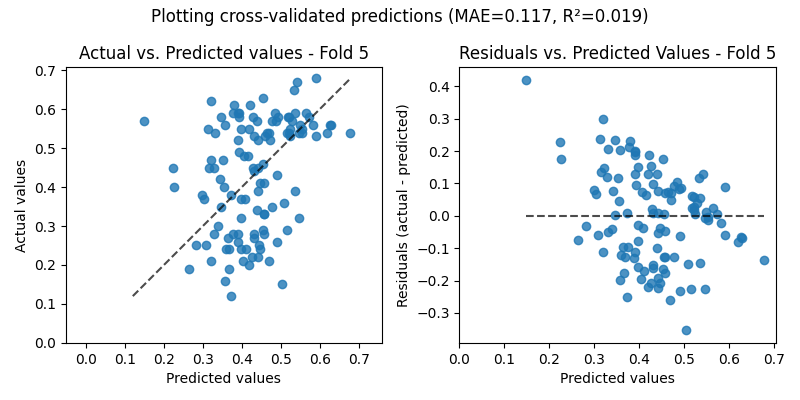 Plotting cross-validated predictions (MAE=0.117, R²=0.019)
Actual vs. Predicted values - Fold 5
0.7
0.6
0.5
0.4
0.3
0.2
0.1
0.0
Actual values
0.0 0.1 0.2 0.3 0.4 0.5 0.6 0.7
Predicted values
Residuals vs. Predicted Values - Fold 5
0.4
0.3
0.2
0.1
0.0
−0.1
−0.2
−0.3
Residuals (actual - predicted)
0.0 0.1 0.2 0.3 0.4 0.5 0.6 0.7
Predicted values